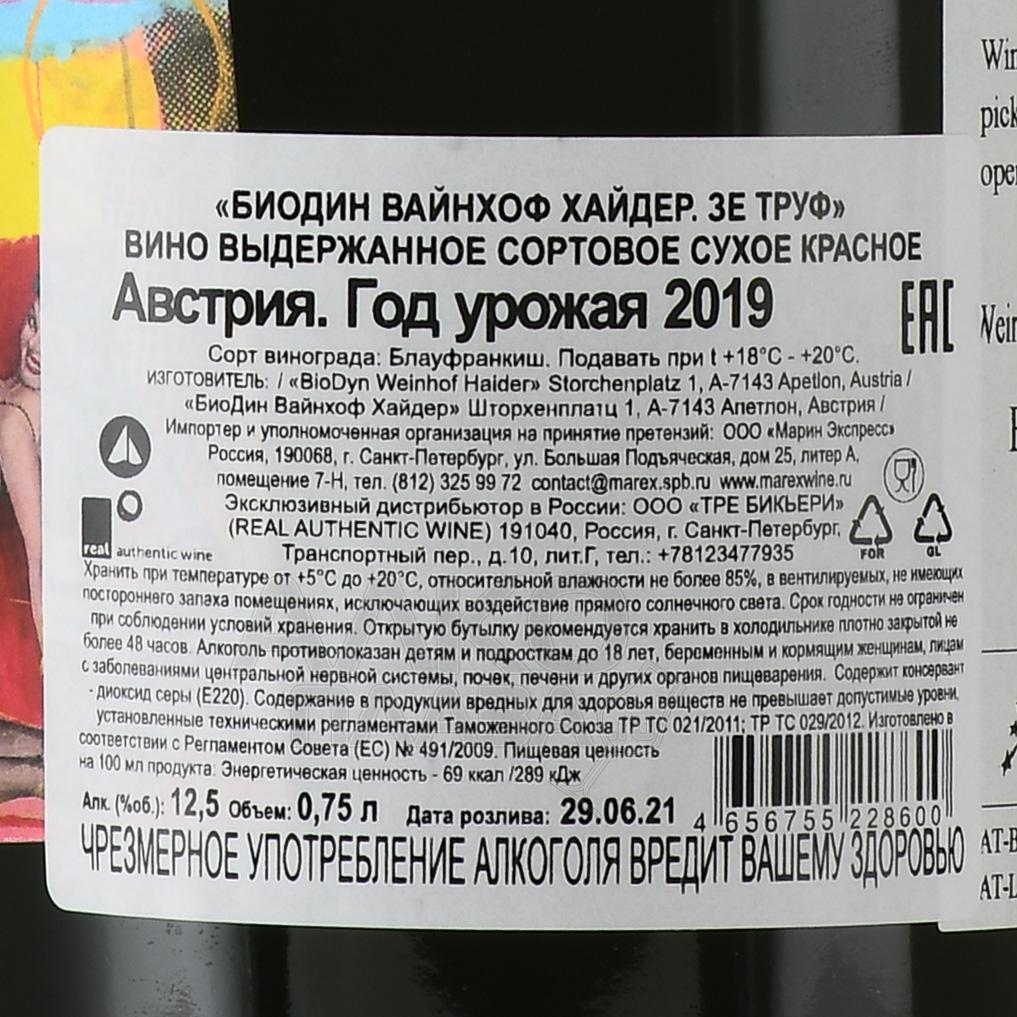 «БИОДИН ВАЙНХОФ ХАЙДЕР. ЗЕ ТРУФ»
ВИНО ВЫДЕРЖАННОЕ СОРТОВОЕ СУХОЕ КРАСНОЕ
Австрия. Год урожая 2019
EAC
Сорт винограда: Блауфранкиш. Подавать при t +18°C - +20°C.
ИЗГОТОВИТЕЛЬ: / «BioDyn Weinhof Haider» Storchenplatz 1, A-7143 Apetlon, Austria /
«БиоДин Вайнхоф Хайдер» Шторхенплатц 1, А-7143 Апетлон, Австрия /
Импортер и уполномоченная организация на принятие претензий: ООО «Марин Экспресс»
Россия, 190068, г. Санкт-Петербург, ул. Большая Подъяческая, дом 25, литер А,
помещение 7-Н, тел. (812) 325 99 72 contact@marex.spb.ru www.marexwine.ru
Эксклюзивный дистрибьютор в России: ООО «ТРЕ БИКЬЕРИ»
(REAL AUTHENTIC WINE) 191040, Россия, г. Санкт-Петербург,
Транспортный пер., д.10, лит.Г, тел.: +78123477935
real authentic wine
FOR
GL
Хранить при температуре от +5°C до +20°C, относительной влажности не более 85%, в вентилируемых, не имеющих
постороннего запаха помещениях, исключающих воздействие прямого солнечного света. Срок годности не ограничен
при соблюдении условий хранения. Открытую бутылку рекомендуется хранить в холодильнике плотно закрытой не
более 48 часов. Алкоголь противопоказан детям и подросткам до 18 лет, беременным и кормящим женщинам, лицам
с заболеваниями центральной нервной системы, почек, печени и других органов пищеварения. Содержит консервант
- диоксид серы (Е220). Содержание в продукции вредных для здоровья веществ не превышает допустимые уровни,
установленные техническими регламентами Таможенного Союза ТР ТС 021/2011; ТР ТС 029/2012. Изготовлено в
соответствии с Регламентом Совета (ЕС) № 491/2009. Пищевая ценность
на 100 мл продукта: Энергетическая ценность - 69 ккал /289 кДж
Алк. (%об.): 12,5 Объем: 0,75 л Дата розлива: 29.06.21
4 656755 228600
ЧРЕЗМЕРНОЕ УПОТРЕБЛЕНИЕ АЛКОГОЛЯ ВРЕДИТ ВАШЕМУ ЗДОРОВЬЮ